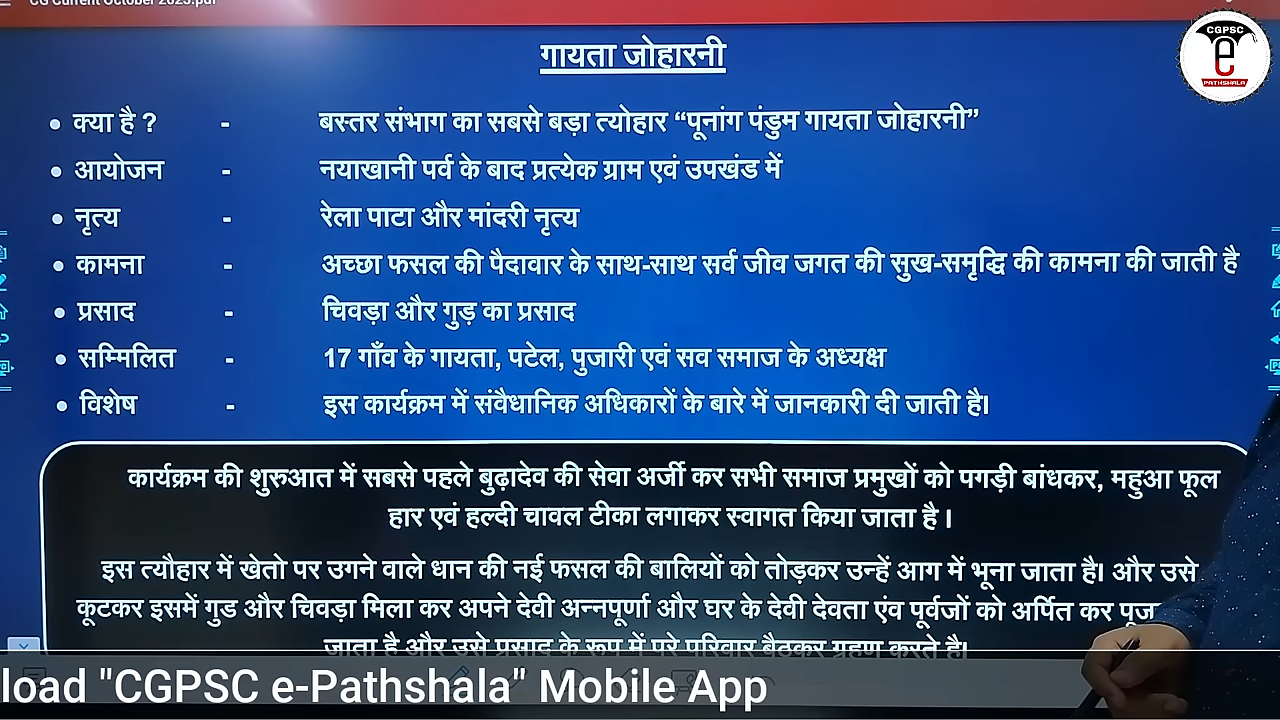 CG Current October 2023.pdf
CGPSC
e
PATHSHALA
गायता जोहारनी
• क्या है ? - बस्तर संभाग का सबसे बड़ा त्योहार “पूनांग पंडुम गायता जोहारनी”
• आयोजन - नयाखानी पर्व के बाद प्रत्येक ग्राम एवं उपखंड में
• नृत्य - रेला पाटा और मांदरी नृत्य
• कामना - अच्छा फसल की पैदावार के साथ-साथ सर्व जीव जगत की सुख-समृद्धि की कामना की जाती है
• प्रसाद - चिवड़ा और गुड़ का प्रसाद
• सम्मिलित - 17 गाँव के गायता, पटेल, पुजारी एवं सव समाज के अध्यक्ष
• विशेष - इस कार्यक्रम में संवैधानिक अधिकारों के बारे में जानकारी दी जाती है।
कार्यक्रम की शुरुआत में सबसे पहले बुढ़ादेव की सेवा अर्जी कर सभी समाज प्रमुखों को पगड़ी बांधकर, महुआ फूल
हार एवं हल्दी चावल टीका लगाकर स्वागत किया जाता है ।
इस त्यौहार में खेतो पर उगने वाले धान की नई फसल की बालियों को तोड़कर उन्हें आग में भूना जाता है। और उसे
कूटकर इसमें गुड और चिवड़ा मिला कर अपने देवी अन्नपूर्णा और घर के देवी देवता एंव पूर्वजों को अर्पित कर
जाता है और उसे प्रसाद के रूप में पूरे परिवार बैठकर ग्रहण करते है।
load "CGPSC e-Pathshala" Mobile App